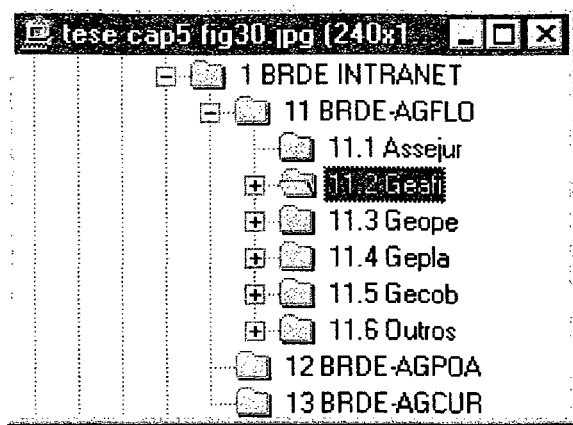 tese cap5 fig30.jpg (240x1
1 BRDE INTRANET
11 BRDE-AGFLO
11.1 Assejur
11.2 Geafi
11.3 Geope
11.4 Gepla
11.5 Gecob
11.6 Outros
12 BRDE-AGPOA
13 BRDE-AGCUR